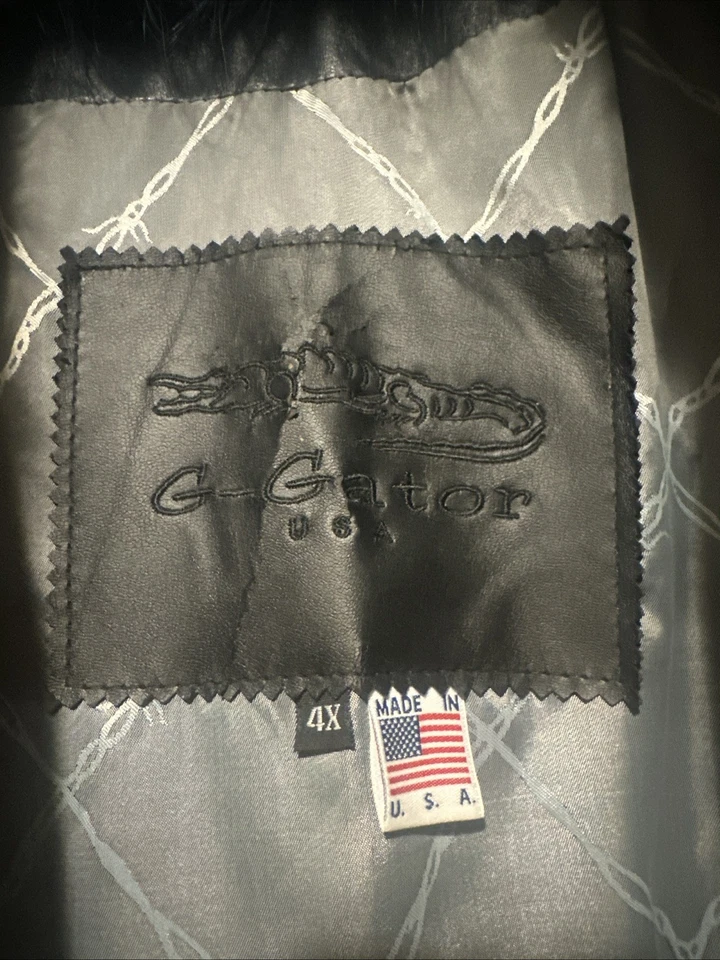 G-Gator
USA
4X
MADE IN
U. S. A.